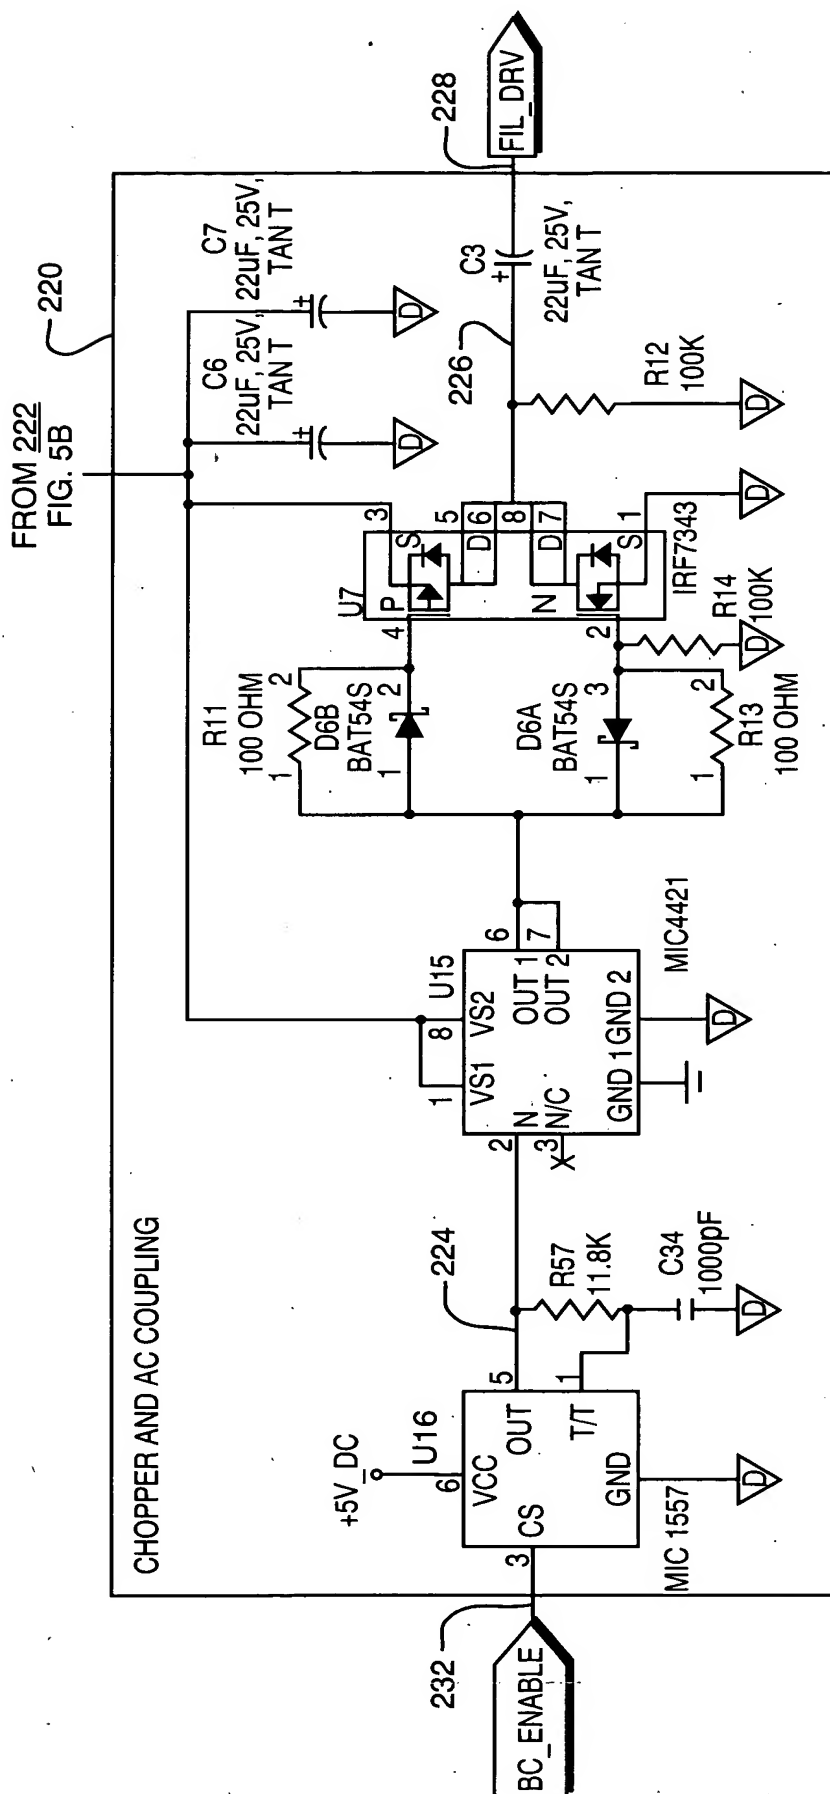 FROM 222
FIG. 5B
220
CHOPPER AND AC COUPLING
C6
22uF, 25V,
TAN T
C7
22uF, 25V,
TAN T
D
D
BC_ENABLE
232
+5V_DC
U16
6
VCC
3
CS
OUT
5
T/T
1
GND
MIC 1557
D
224
R57
11.8K
C34
1000pF
D
U15
1
8
VS1
VS2
2
N
3
N/C
X
OUT 1
6
OUT 2
7
GND 1
GND 2
MIC4421
D
R11
100 OHM
1
2
D6B
BAT54S
1
2
D6A
BAT54S
1
3
R13
100 OHM
1
2
R14
100K
D
U7
P
S
3
4
5
D
6
8
D
7
N
S
1
2
IRF7343
D
226
R12
100K
D
C3
+
22uF, 25V,
TAN T
228
FIL_DRV